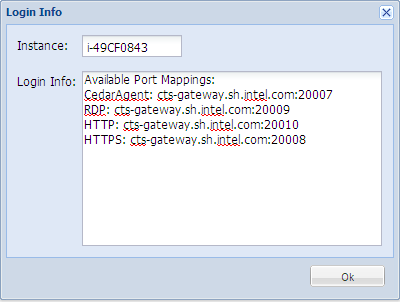 Login Info
Instance: i-49CF0843
Login Info: Available Port Mappings:
CedarAgent: cts-gateway.sh.intel.com:20007
RDP: cts-gateway.sh.intel.com:20009
HTTP: cts-gateway.sh.intel.com:20010
HTTPS: cts-gateway.sh.intel.com:20008
Ok